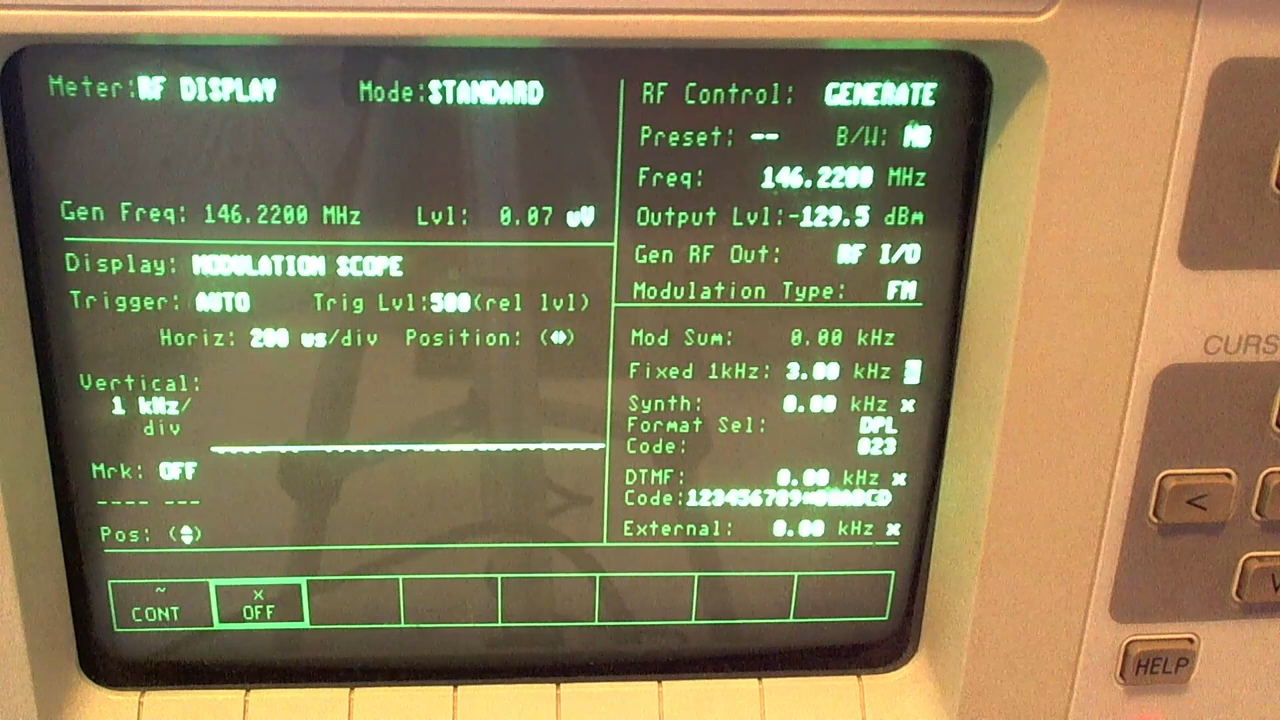 Meter:RF DISPLAY Mode:STANDARD
Gen Freq: 146.2200 MHz Lvl: 0.07 uV
Display: MODULATION SCOPE
Trigger: AUTO Trig Lvl:500(rel lvl)
Horiz: 200 us/div Position: (◂▸)
Vertical:
1 kHz/
div
Mrk: OFF
---- ---
Pos: (▴▾)
RF Control: GENERATE
Preset: -- B/W: NB
Freq: 146.2200 MHz
Output Lvl:-129.5 dBm
Gen RF Out: RF I/O
Modulation Type: FM
Mod Sum: 0.00 kHz
Fixed 1kHz: 3.00 kHz
Synth: 0.00 kHz x
Format Sel: DPL
Code: 023
DTMF: 0.00 kHz x
Code:
External: 0.00 kHz x
~
CONT
x
OFF
CURS
<
V
HELP